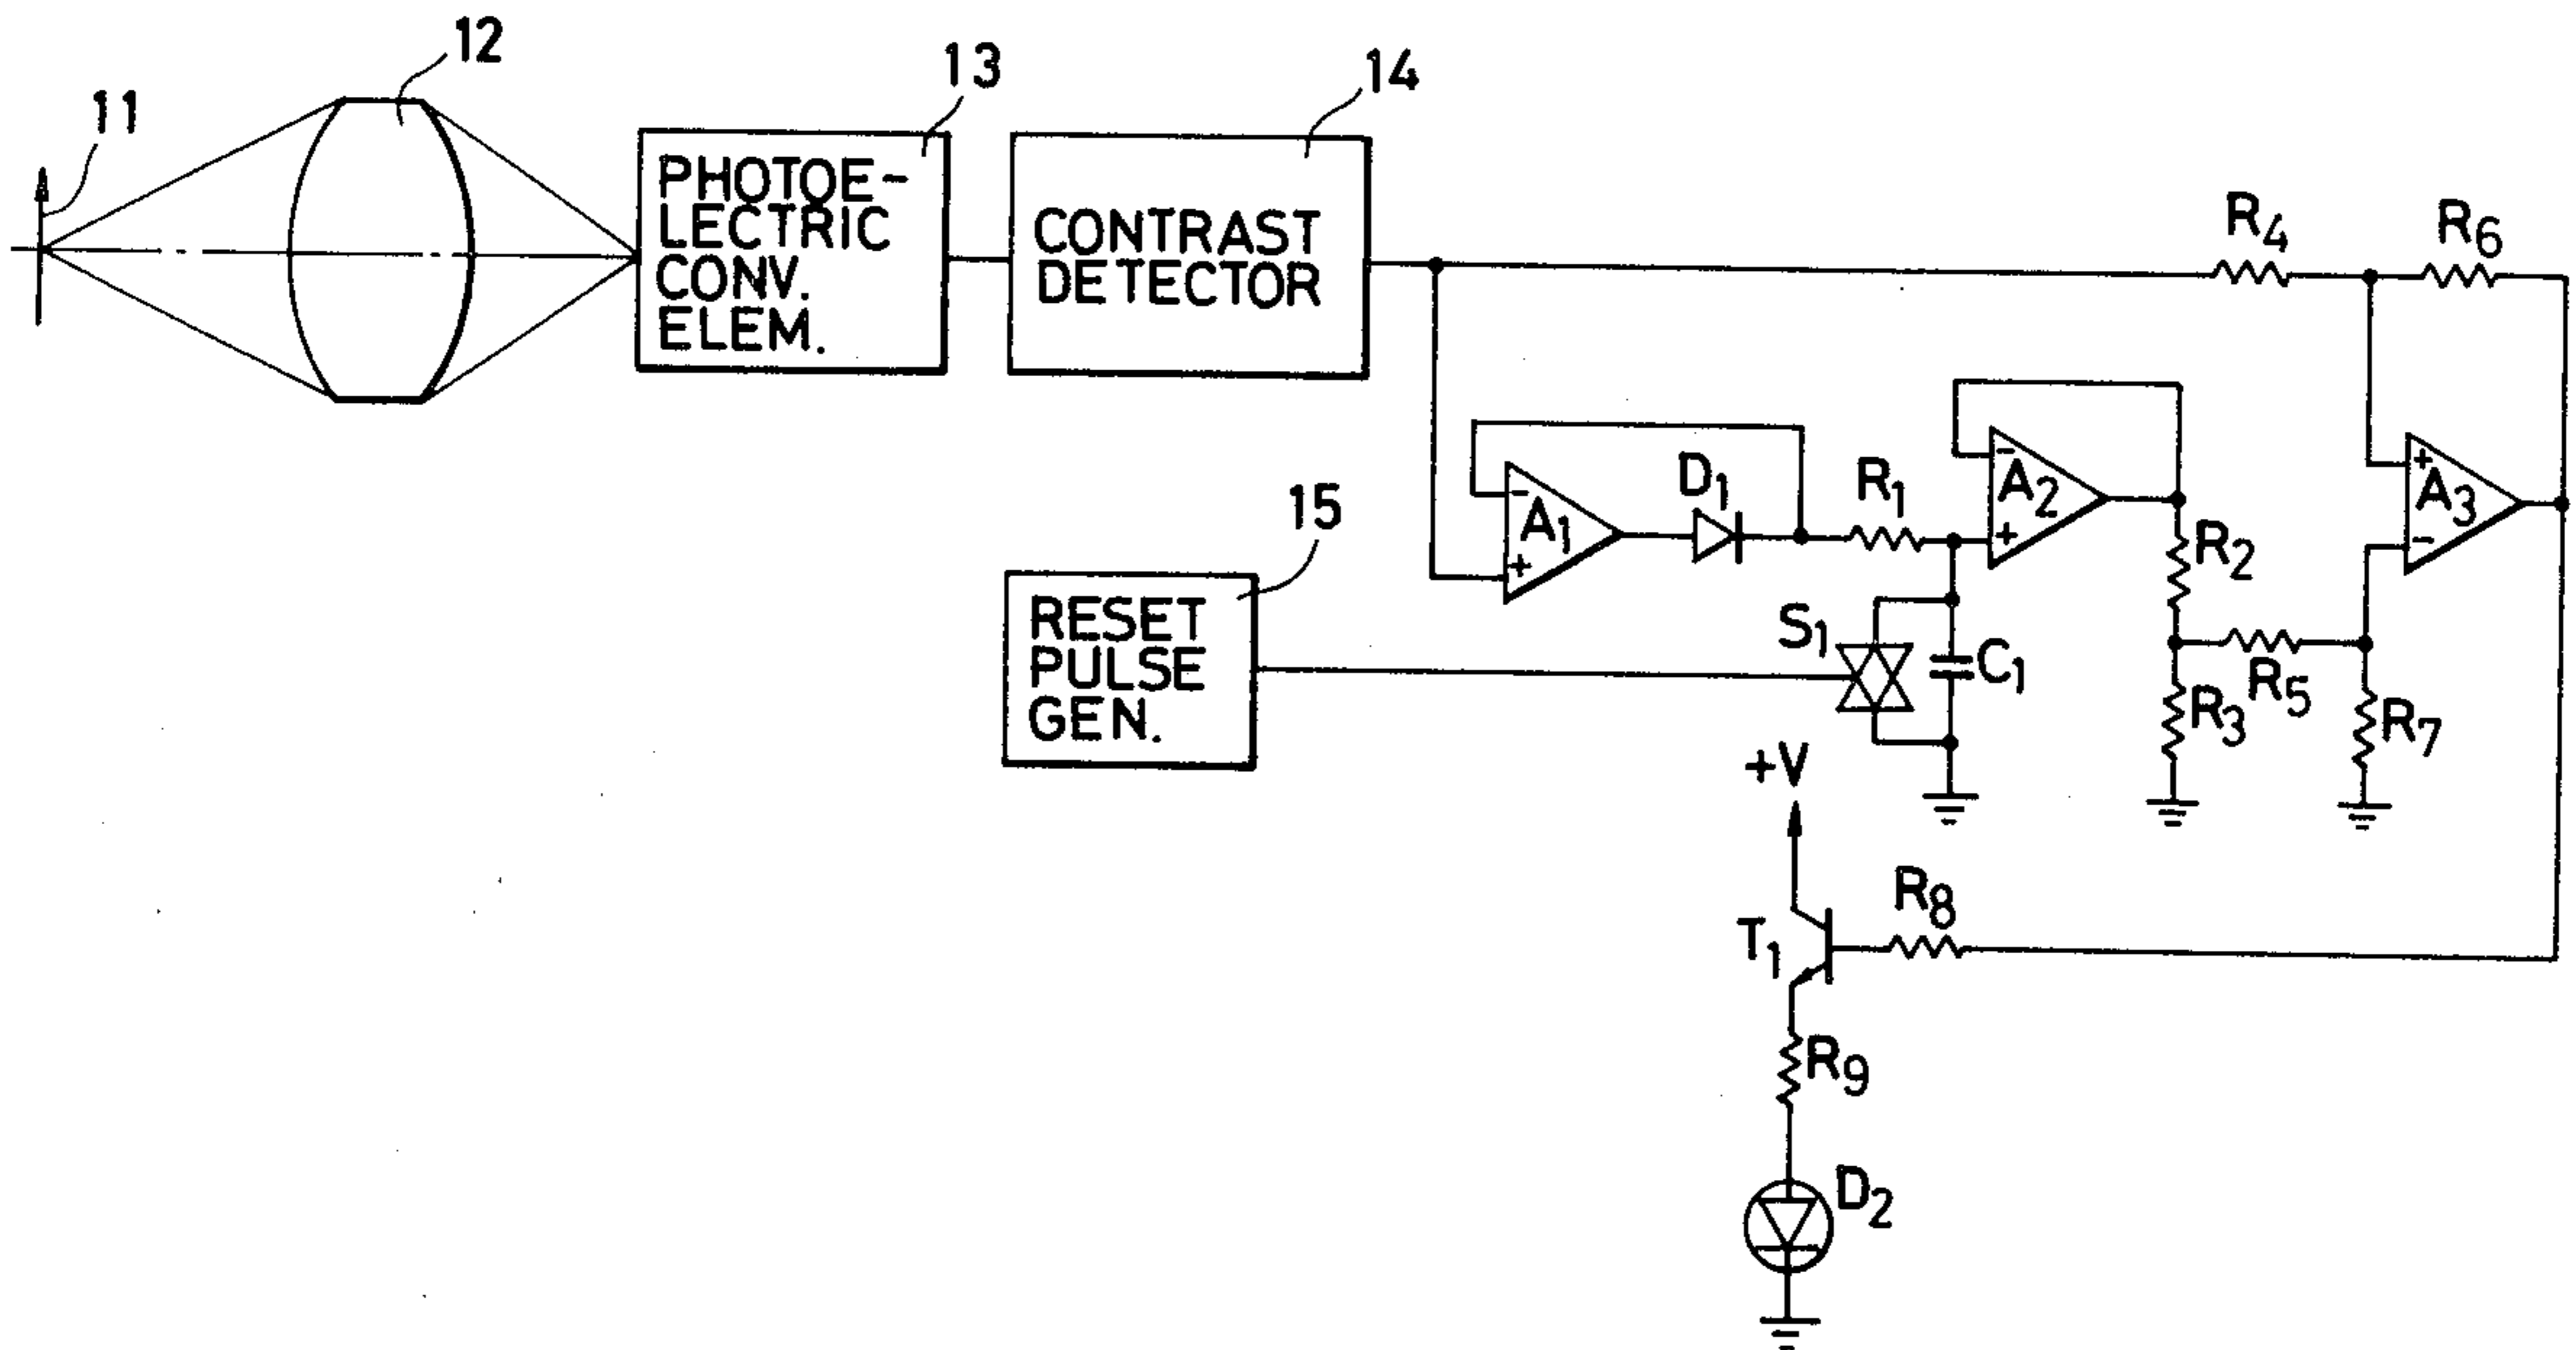 12
13
14
11
PHOTOE-
LECTRIC
CONV.
ELEM.
CONTRAST
DETECTOR
R4
R6
15
RESET
PULSE
GEN.
-
A1
+
D1
R1
-
A2
+
+
A3
-
R2
S1
C1
R5
R3
R7
+V
R8
T1
R9
D2